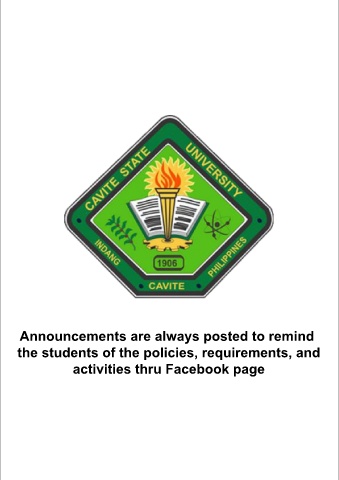 CAVITE STATE UNIVERSITY
INDANG
1906
CAVITE
PHILIPPINES
Announcements are always posted to remind
the students of the policies, requirements, and
activities thru Facebook page